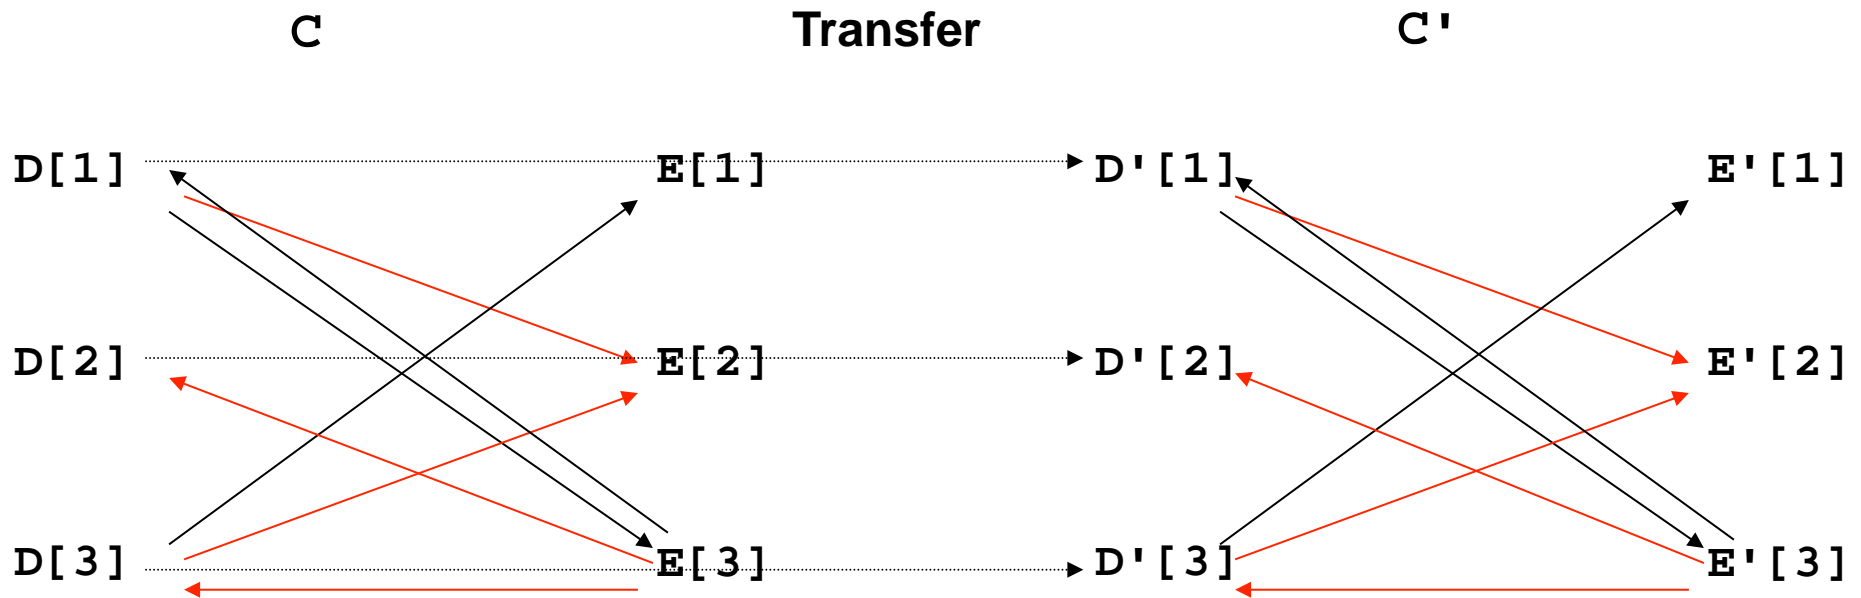 C Transfer C'
D[1] E[1] D'[1] E'[1]
D[2] E[2] D'[2] E'[2]
D[3] E[3] D'[3] E'[3]